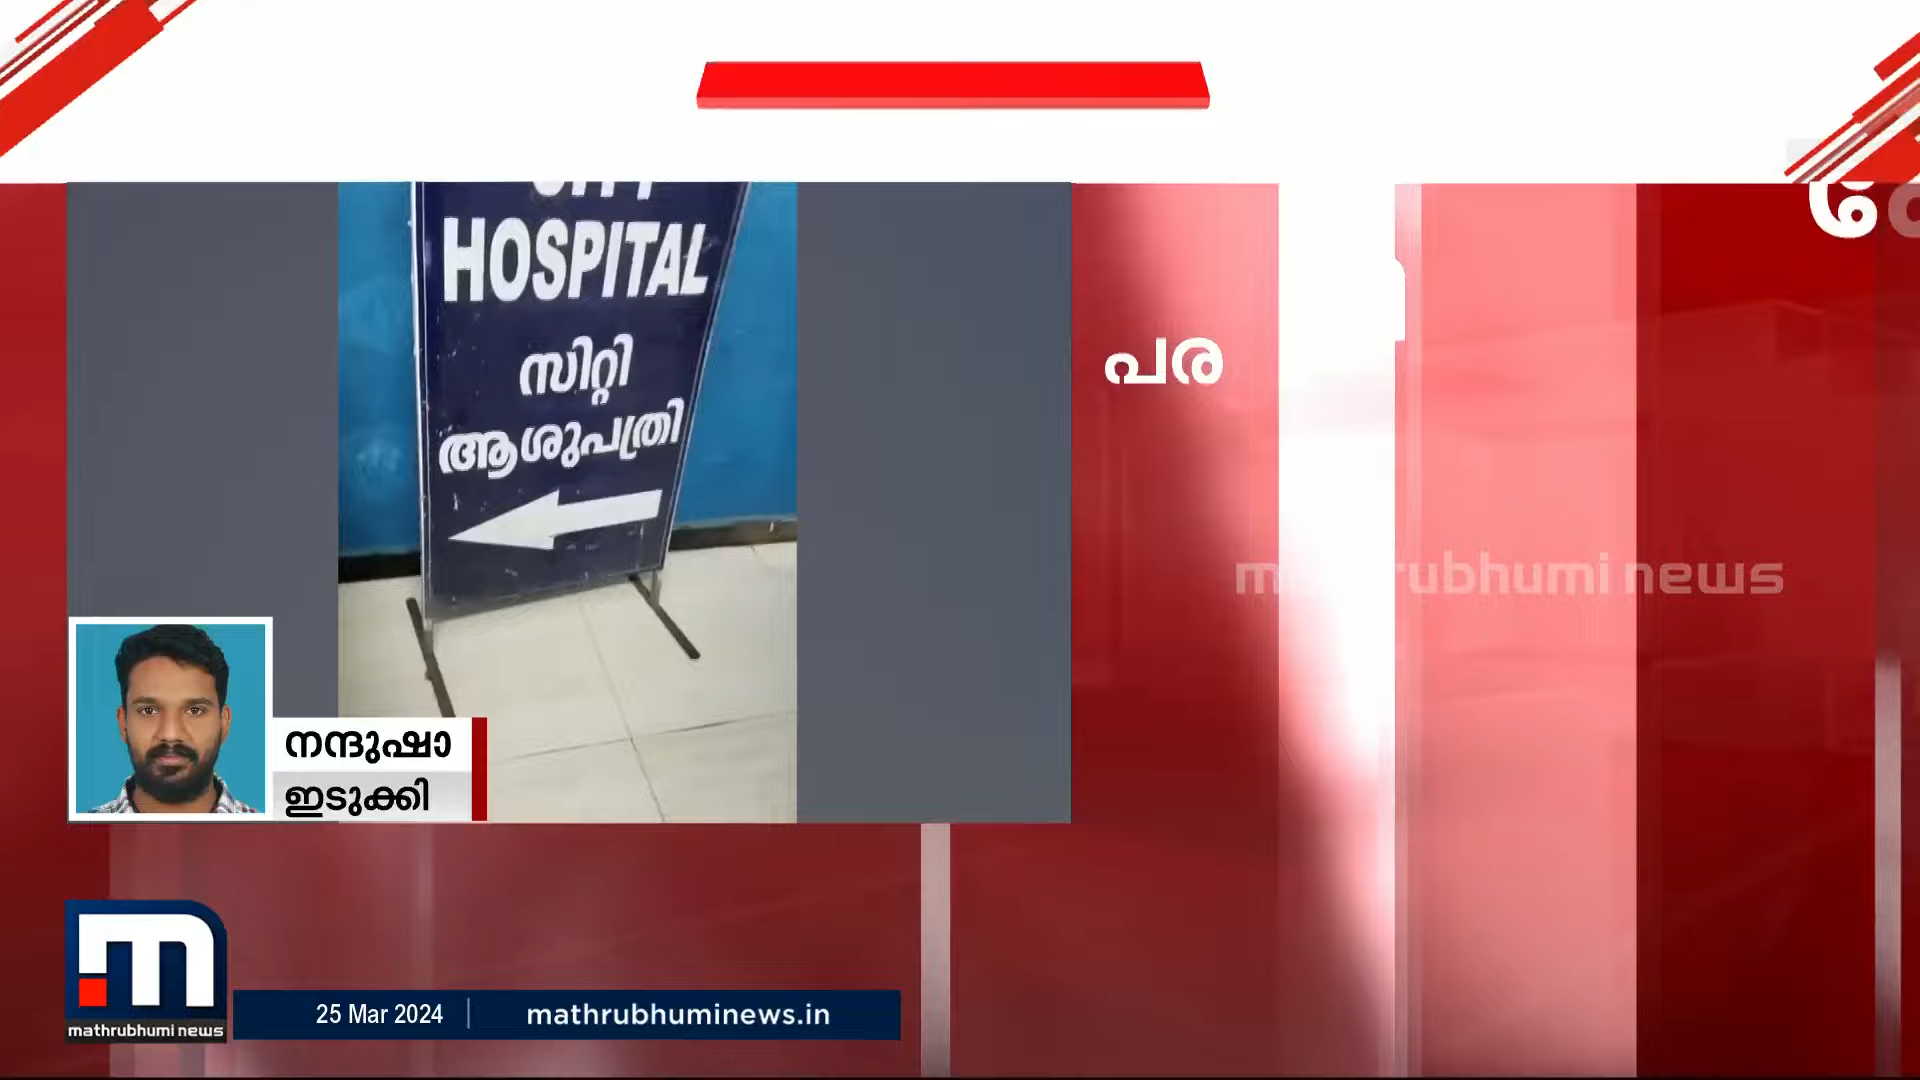 HOSPITAL
സിറ്റി
ആശുപത്രി
പര
mathrubhumi news
നന്ദുഷാ
ഇടുക്കി
mathrubhumi news
25 Mar 2024
mathrubhuminews.in